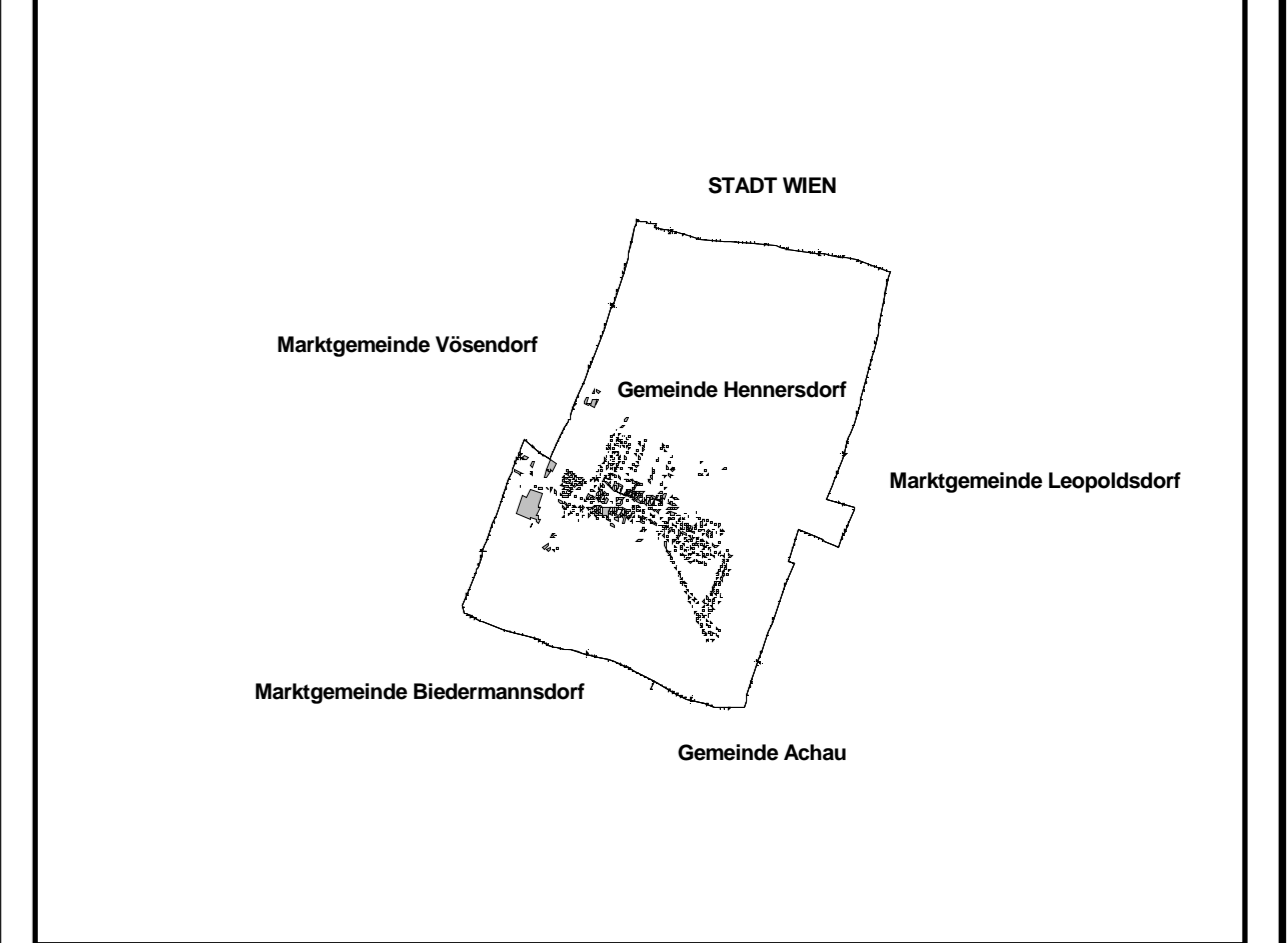 STADT WIEN
Marktgemeinde Vösendorf
Gemeinde Hennersdorf
Marktgemeinde Leopoldsdorf
Marktgemeinde Biedermannsdorf
Gemeinde Achau